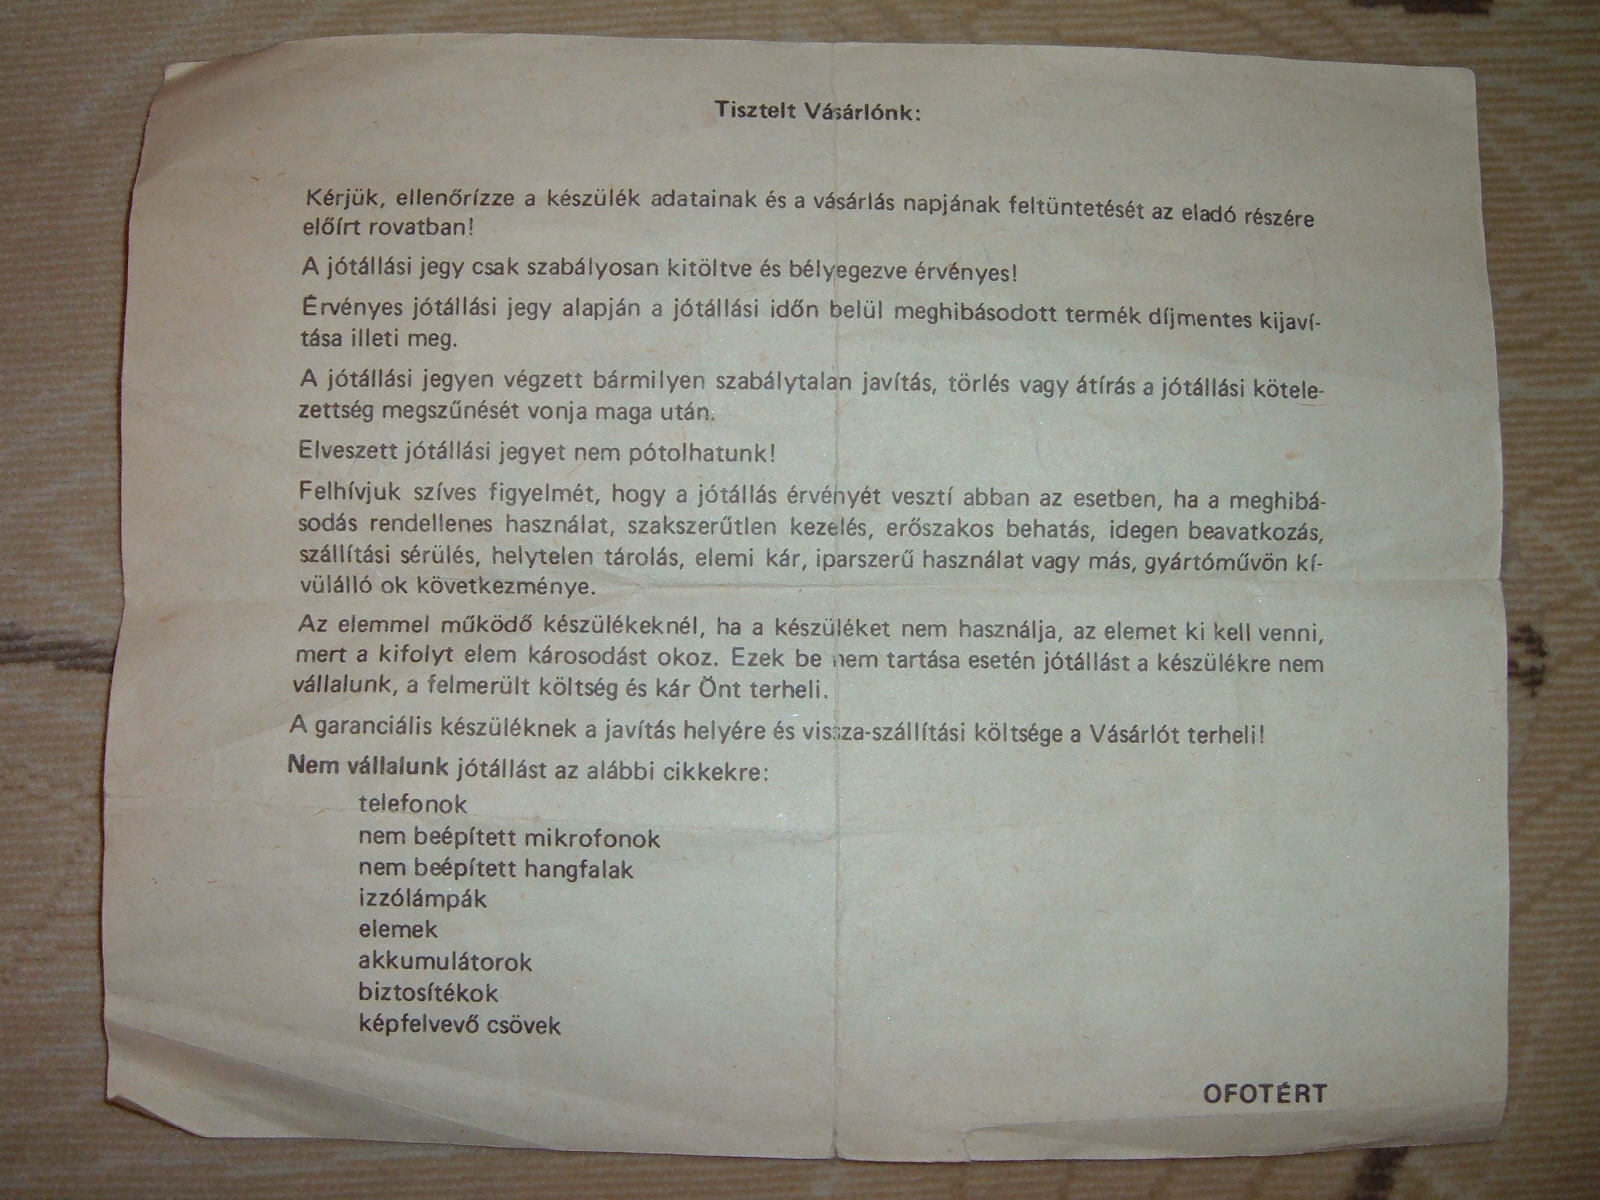 Tisztelt Vásárlónk:
Kérjük, ellenőrízze a készülék adatainak és a vásárlás napjának feltüntetését az eladó részére
előírt rovatban!
A jótállási jegy csak szabályosan kitöltve és bélyegezve érvényes!
Érvényes jótállási jegy alapján a jótállási időn belül meghibásodott termék díjmentes kijaví-
tása illeti meg.
A jótállási jegyen végzett bármilyen szabálytalan javítás, törlés vagy átírás a jótállási kötele-
zettség megszűnését vonja maga után.
Elveszett jótállási jegyet nem pótolhatunk!
Felhívjuk szíves figyelmét, hogy a jótállás érvényét vesztí abban az esetben, ha a meghibá-
sodás rendellenes használat, szakszerűtlen kezelés, erőszakos behatás, idegen beavatkozás,
szállítási sérülés, helytelen tárolás, elemi kár, iparszerű használat vagy más, gyártóművön kí-
vülálló ok következménye.
Az elemmel működő készülékeknél, ha a készüléket nem használja, az elemet ki kell venni,
mert a kifolyt elem károsodást okoz. Ezek be nem tartása esetén jótállást a készülékre nem
vállalunk, a felmerült költség és kár Önt terheli.
A garanciális készüléknek a javítás helyére és vissza-szállítási költsége a Vásárlót terheli!
Nem vállalunk jótállást az alábbi cikkekre:
telefonok
nem beépített mikrofonok
nem beépített hangfalak
izzólámpák
elemek
akkumulátorok
biztosítékok
képfelvevő csövek
OFOTÉRT